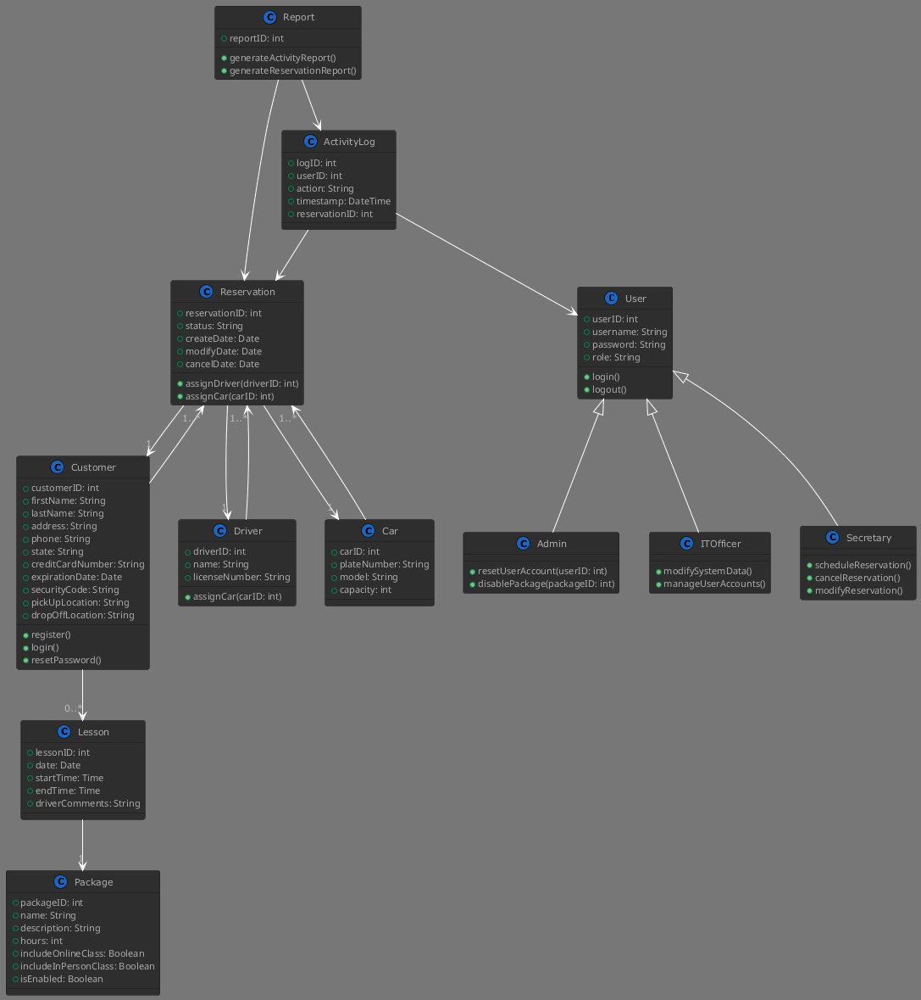 Report
reportID: int
generateActivityReport()
generateReservationReport()
ActivityLog
logID: int
userID: int
action: String
timestamp: DateTime
reservationID: int
Reservation
reservationID: int
status: String
createDate: Date
modifyDate: Date
cancelDate: Date
assignDriver(driverID: int)
assignCar(carID: int)
User
userID: int
username: String
password: String
role: String
login()
logout()
1..*
1..*
1..*
1
1
1
Customer
customerID: int
firstName: String
lastName: String
address: String
phone: String
state: String
creditCardNumber: String
expirationDate: Date
securityCode: String
pickUpLocation: String
dropOffLocation: String
register()
login()
resetPassword()
Driver
driverID: int
name: String
licenseNumber: String
assignCar(carID: int)
Car
carID: int
plateNumber: String
model: String
capacity: int
Admin
resetUserAccount(userID: int)
disablePackage(packageID: int)
ITOfficer
modifySystemData()
manageUserAccounts()
Secretary
scheduleReservation()
cancelReservation()
modifyReservation()
0..*
Lesson
lessonID: int
date: Date
startTime: Time
endTime: Time
driverComments: String
1
Package
packageID: int
name: String
description: String
hours: int
includeOnlineClass: Boolean
includeInPersonClass: Boolean
isEnabled: Boolean